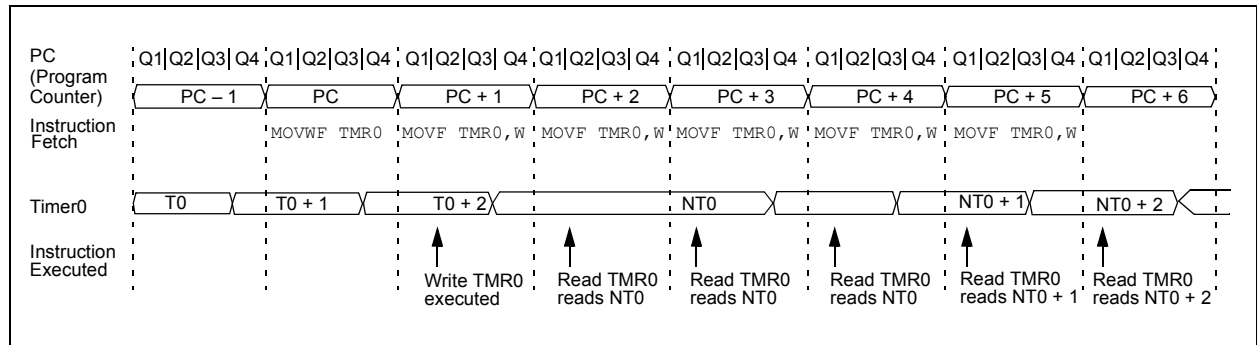 PC Q1|Q2|Q3|Q4 Q1|Q2|Q3|Q4 Q1|Q2|Q3|Q4 Q1|Q2|Q3|Q4 Q1|Q2|Q3|Q4 Q1|Q2|Q3|Q4 Q1|Q2|Q3|Q4 Q1|Q2|Q3|Q4
(Program
Counter) PC – 1 PC PC + 1 PC + 2 PC + 3 PC + 4 PC + 5 PC + 6
Instruction
Fetch MOVWF TMR0 MOVF TMR0,W MOVF TMR0,W MOVF TMR0,W MOVF TMR0,W MOVF TMR0,W
Timer0 T0 T0 + 1 T0 + 2 NT0 NT0 + 1 NT0 + 2
Instruction
Executed
Write TMR0 Read TMR0 Read TMR0 Read TMR0 Read TMR0 Read TMR0
executed reads NT0 reads NT0 reads NT0 reads NT0 + 1 reads NT0 + 2